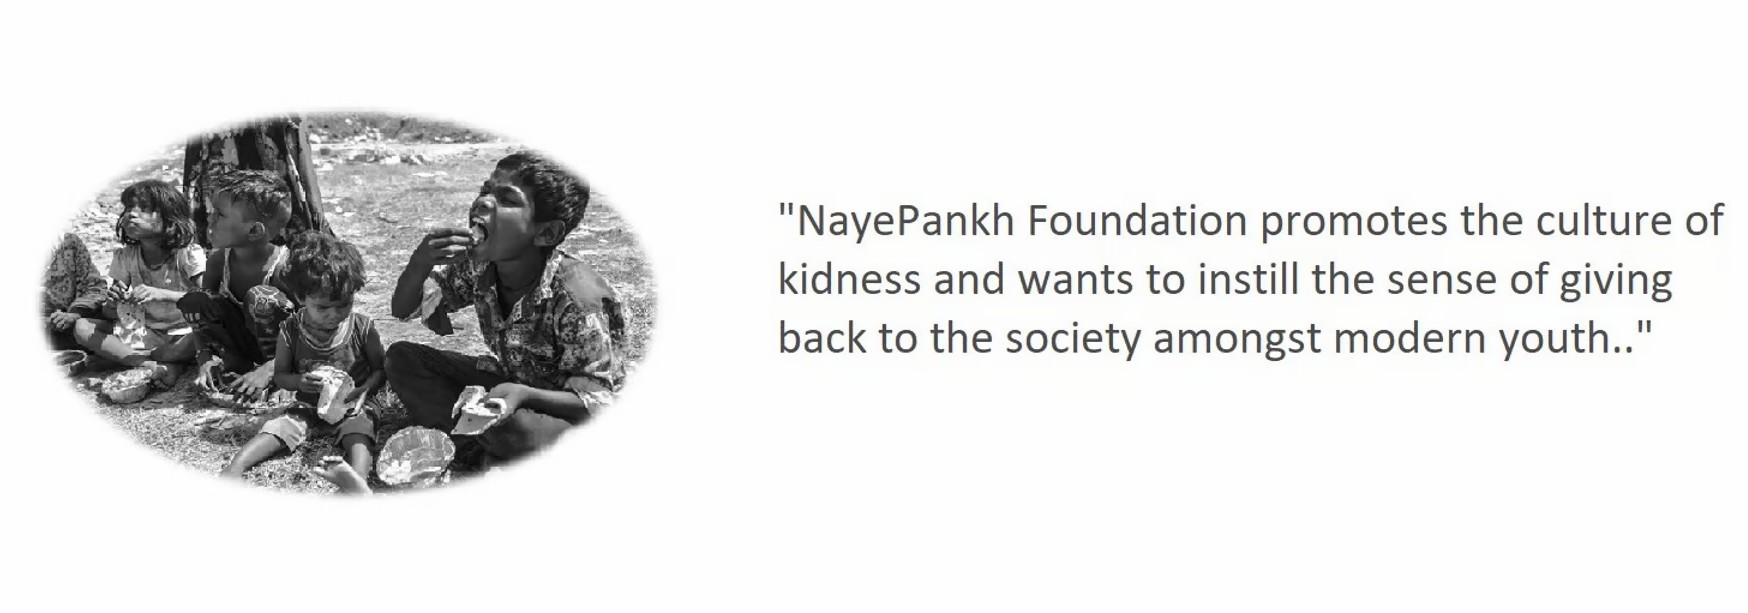 "NayePankh Foundation promotes the culture of
kidness and wants to instill the sense of giving
back to the society amongst modern youth.."